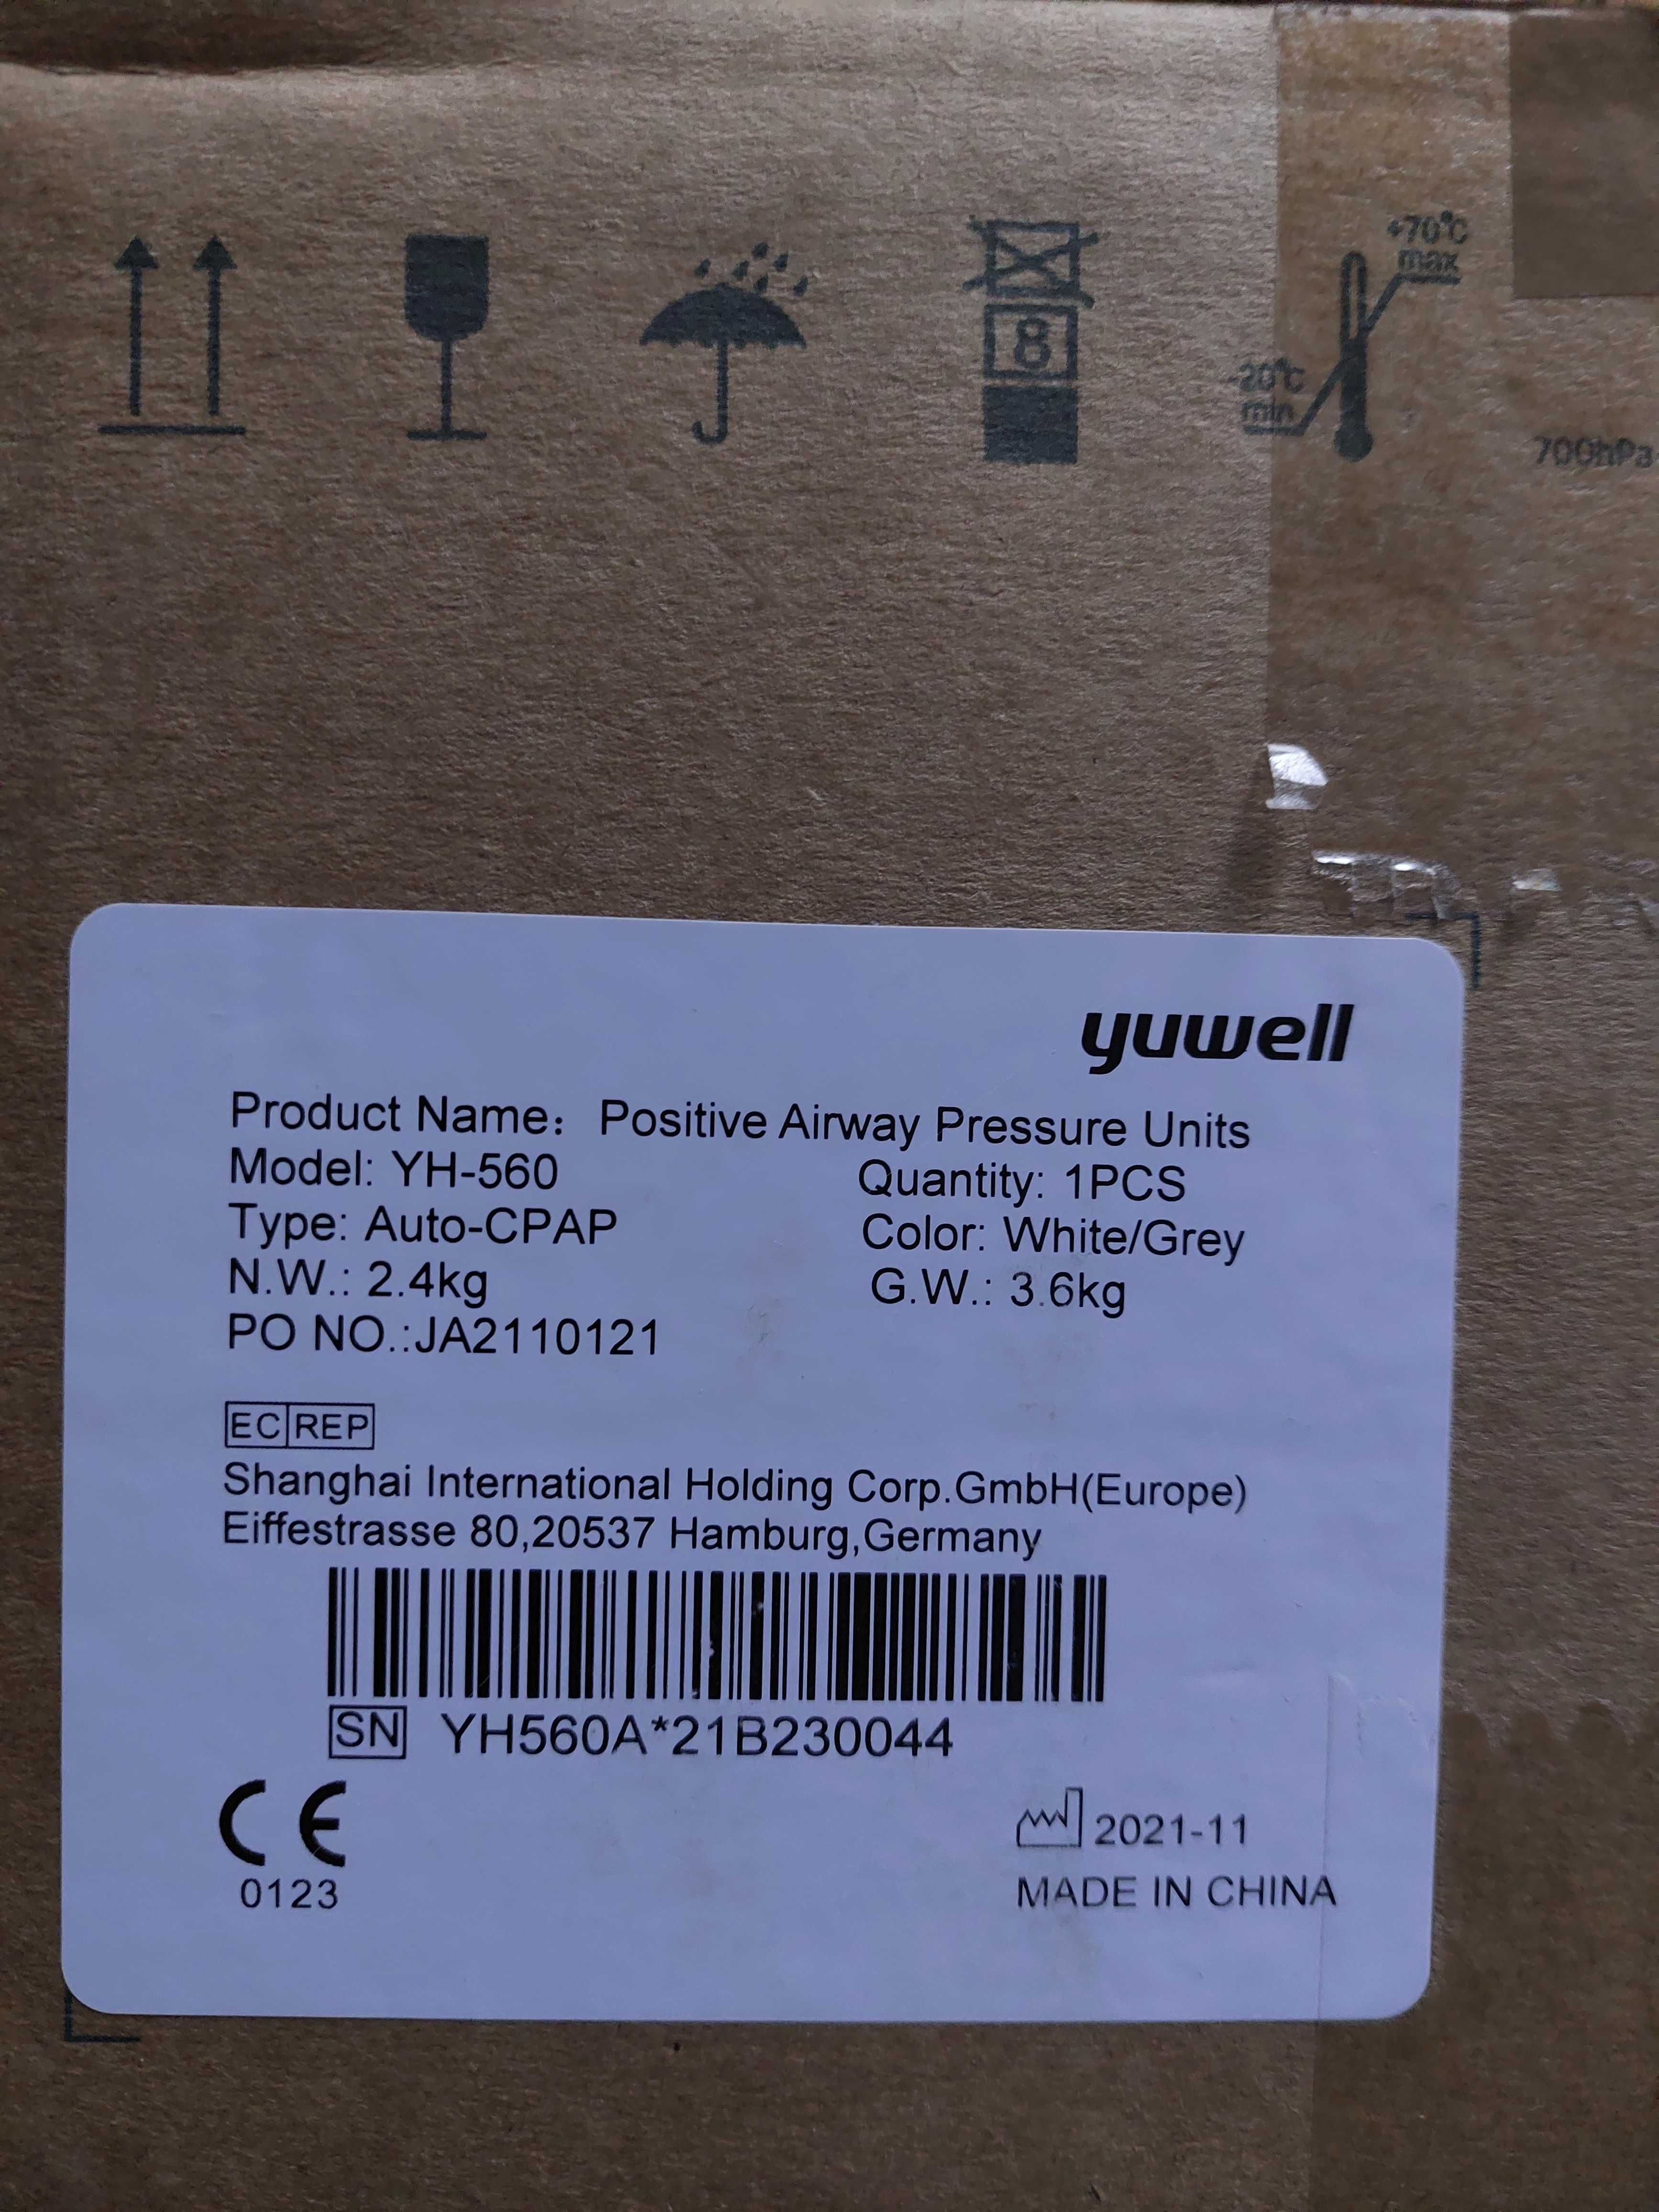 +70°C
max
8
-20°C
min
700hPa
yuwell
Product Name: Positive Airway Pressure Units
Model: YH-560 Quantity: 1PCS
Type: Auto-CPAP Color: White/Grey
N.W.: 2.4kg G.W.: 3.6kg
PO NO.:JA2110121
EC REP
Shanghai International Holding Corp.GmbH(Europe)
Eiffestrasse 80,20537 Hamburg,Germany
SN YH560A*21B230044
CE
0123
2021-11
MADE IN CHINA